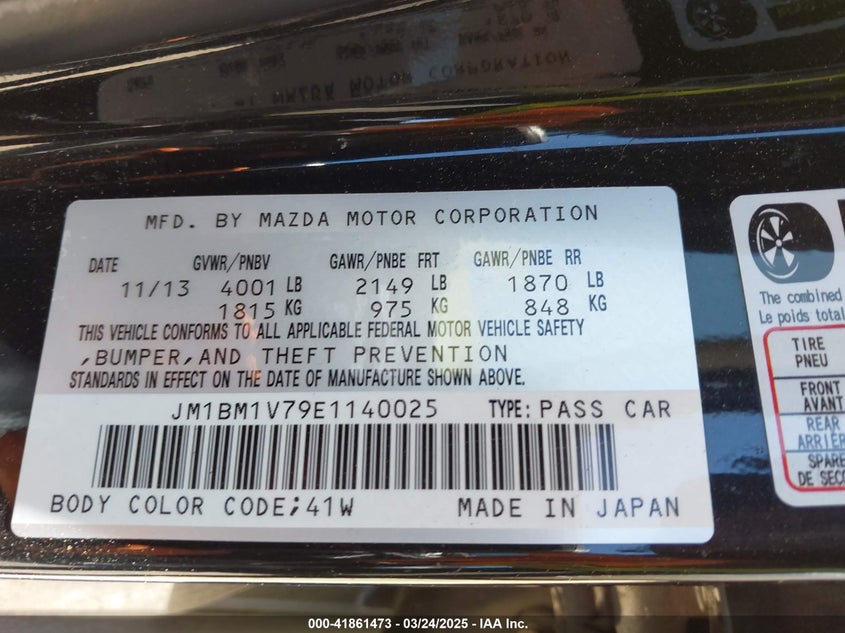 MFD. BY MAZDA MOTOR CORPORATION
DATE GVWR/PNBV GAWR/PNBE FRT GAWR/PNBE RR
11/13 4001 LB 2149 LB 1870 LB
1815 KG 975 KG 848 KG
THIS VEHICLE CONFORMS TO ALL APPLICABLE FEDERAL MOTOR VEHICLE SAFETY
,BUMPER,AND THEFT PREVENTION
STANDARDS IN EFFECT ON THE DATE OF MANUFACTURE SHOWN ABOVE.
JM1BM1V79E1140025 TYPE: PASS CAR
BODY COLOR CODE;41W MADE IN JAPAN
The combined
Le poids total
TIRE
PNEU
FRONT
AVANT
REAR
ARRIÈRE
SPARE
DE SECO
000-41861473 — 03/24/2025 — IAA Inc.